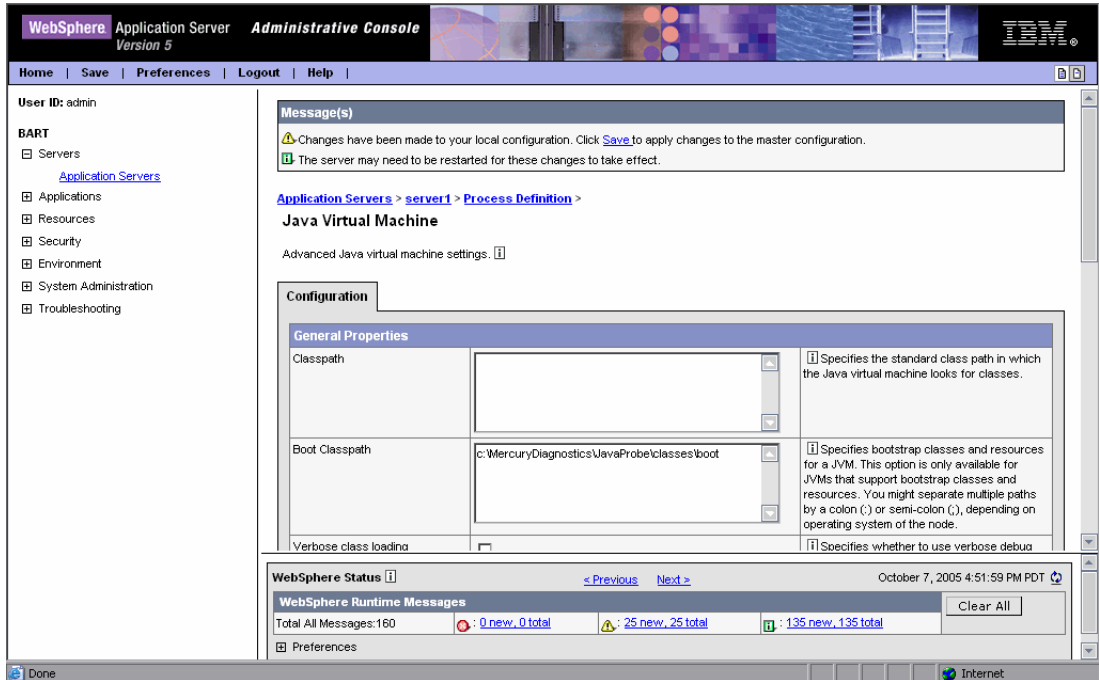 WebSphere Application Server Administrative Console
Version 5
IBM®
Home | Save | Preferences | Logout | Help |
User ID: admin
BART
Servers
Application Servers
Applications
Resources
Security
Environment
System Administration
Troubleshooting
Message(s)
Changes have been made to your local configuration. Click Save to apply changes to the master configuration.
The server may need to be restarted for these changes to take effect.
Application Servers > server1 > Process Definition >
Java Virtual Machine
Advanced Java virtual machine settings. i
Configuration
General Properties
Classpath
i Specifies the standard class path in which
the Java virtual machine looks for classes.
Boot Classpath
c:\MercuryDiagnostics\JavaProbe\classes\boot
i Specifies bootstrap classes and resources
for a JVM. This option is only available for
JVMs that support bootstrap classes and
resources. You might separate multiple paths
by a colon (:) or semi-colon (;), depending on
operating system of the node.
Verbose class loading
i Specifies whether to use verbose debug
WebSphere Status i
< Previous Next >
October 7, 2005 4:51:59 PM PDT
WebSphere Runtime Messages
Clear All
Total All Messages:160
: 0 new, 0 total
: 25 new, 25 total
: 135 new, 135 total
Preferences
Done
Internet